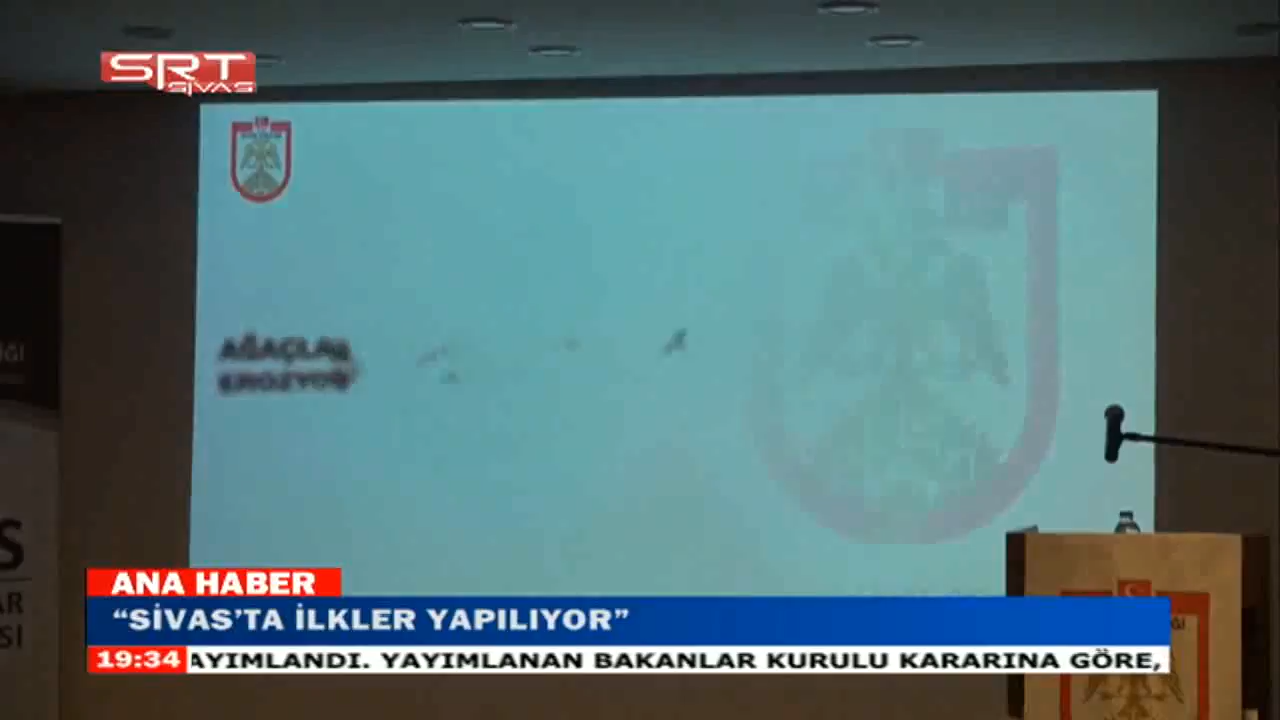 SRT
SİVAS
AĞAÇLAR
EROZYON
ANA HABER
“SİVAS’TA İLKLER YAPILIYOR”
19:34 AYIMLANDI. YAYIMLANAN BAKANLAR KURULU KARARINA GÖRE,